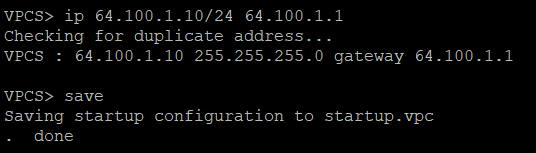 VPCS> ip 64.100.1.10/24 64.100.1.1
Checking for duplicate address...
VPCS : 64.100.1.10 255.255.255.0 gateway 64.100.1.1
VPCS> save
Saving startup configuration to startup.vpc
.  done